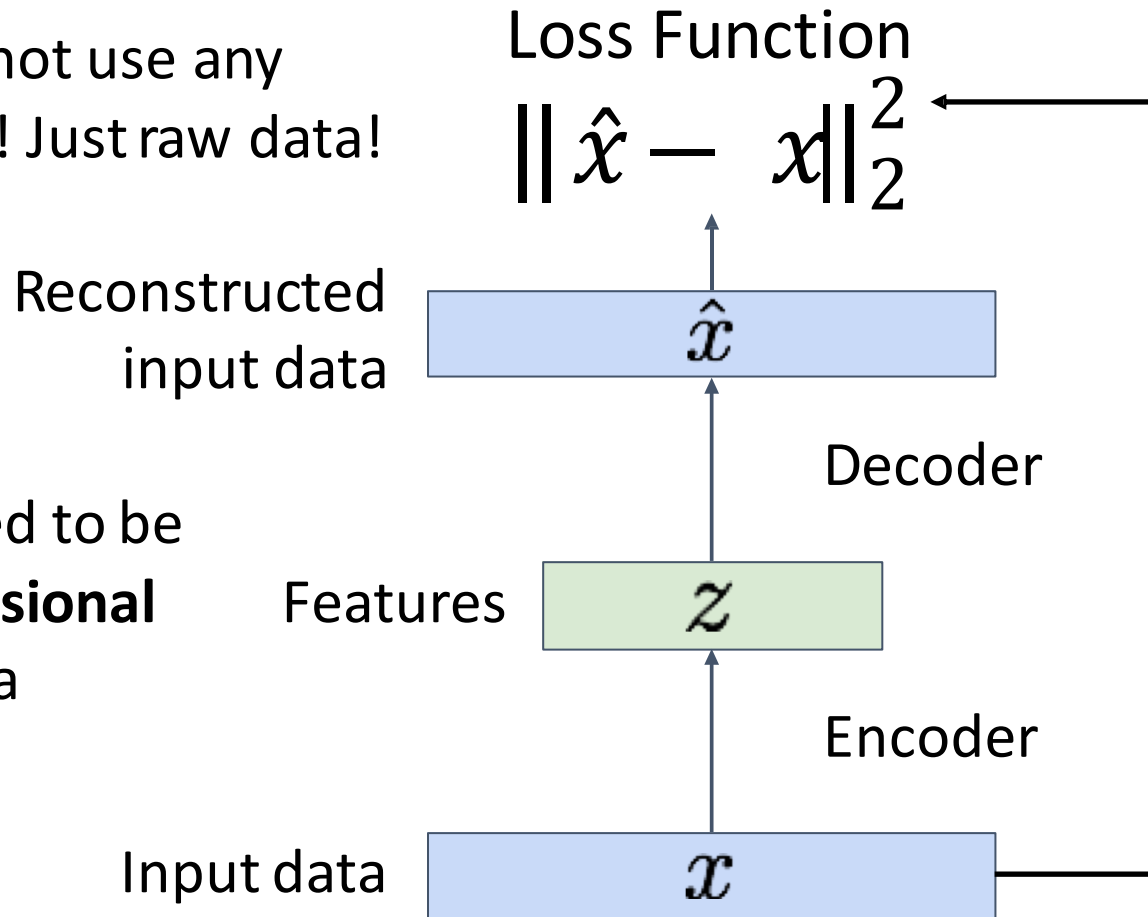 not use any
! Just raw data!
Loss Function
‖ x̂ − x‖₂²
Reconstructed
input data
x̂
Decoder
ed to be
sional
a
Features
z
Encoder
Input data
x